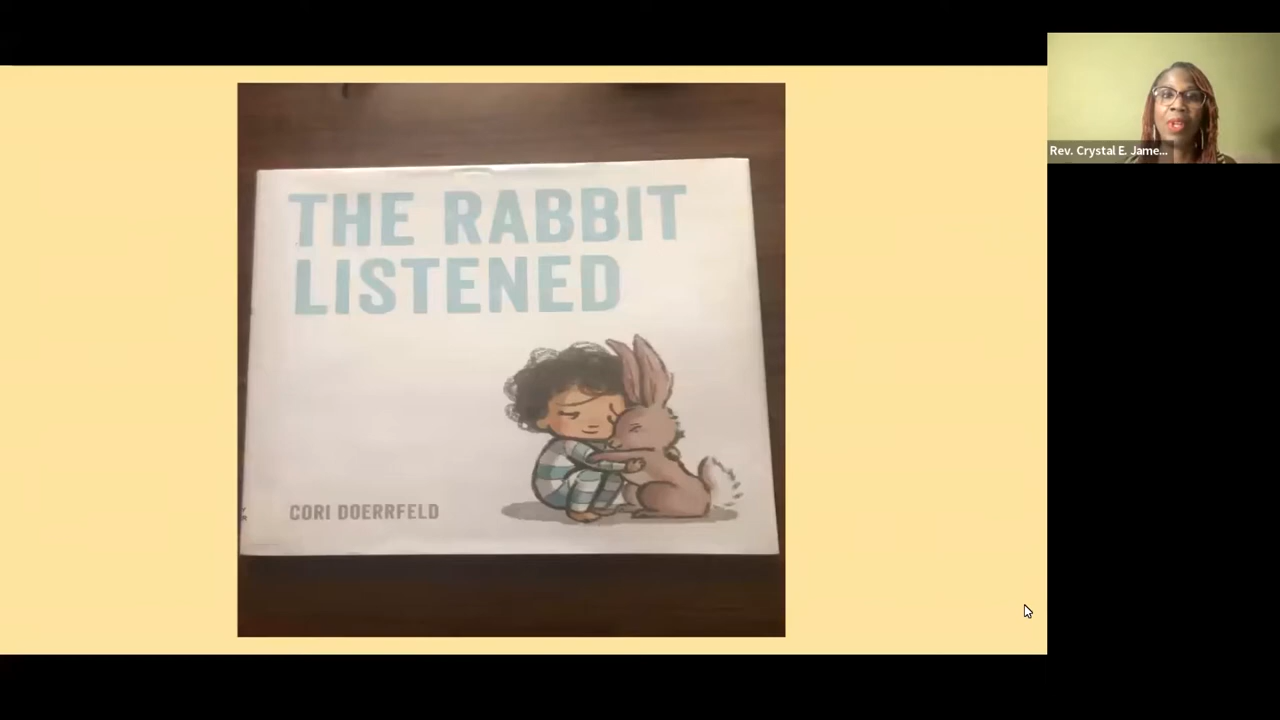 THE RABBIT
LISTENED
CORI DOERRFELD
Rev. Crystal E. Jame...